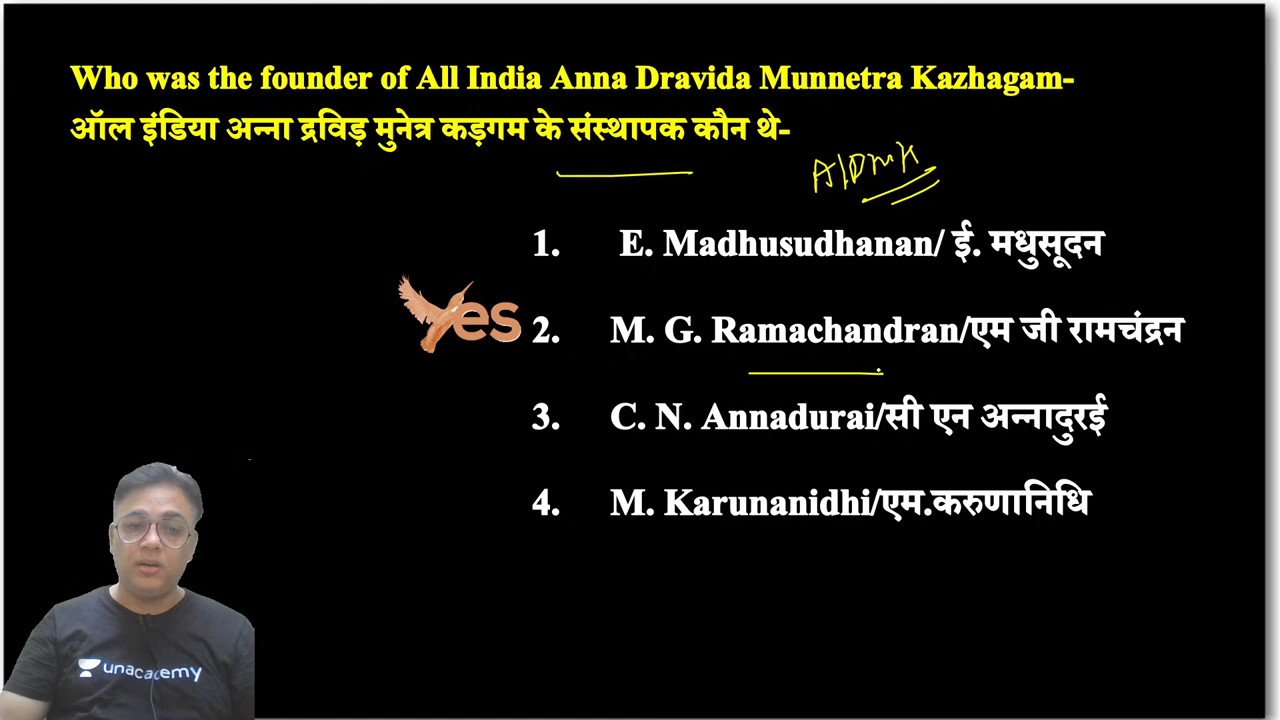 Who was the founder of All India Anna Dravida Munnetra Kazhagam-
ऑल इंडिया अन्ना द्रविड़ मुनेत्र कड़गम के संस्थापक कौन थे-
AIDMK
1. E. Madhusudhanan/ ई. मधुसूदन
Yes
2. M. G. Ramachandran/एम जी रामचंद्रन
3. C. N. Annadurai/सी एन अन्नादुरई
4. M. Karunanidhi/एम.करुणानिधि
unacademy